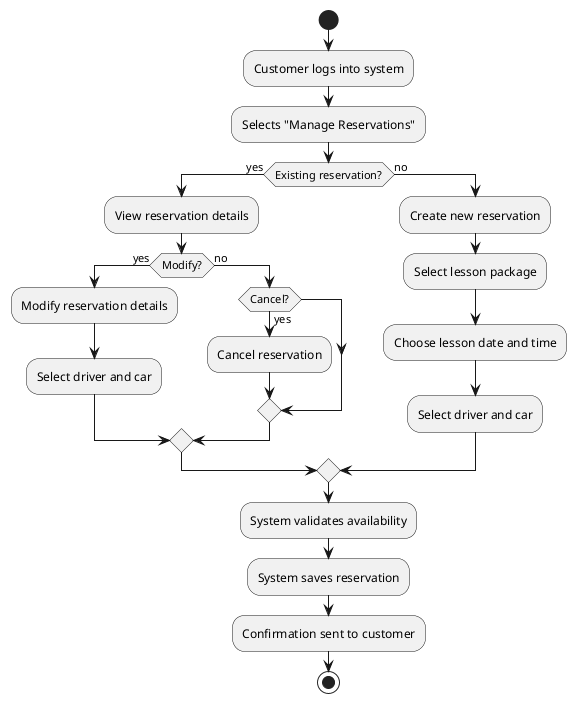 Customer logs into system
Selects "Manage Reservations"
yes
Existing reservation?
no
View reservation details
Create new reservation
yes
Modify?
no
Select lesson package
Modify reservation details
Cancel?
yes
Choose lesson date and time
Select driver and car
Cancel reservation
Select driver and car
System validates availability
System saves reservation
Confirmation sent to customer